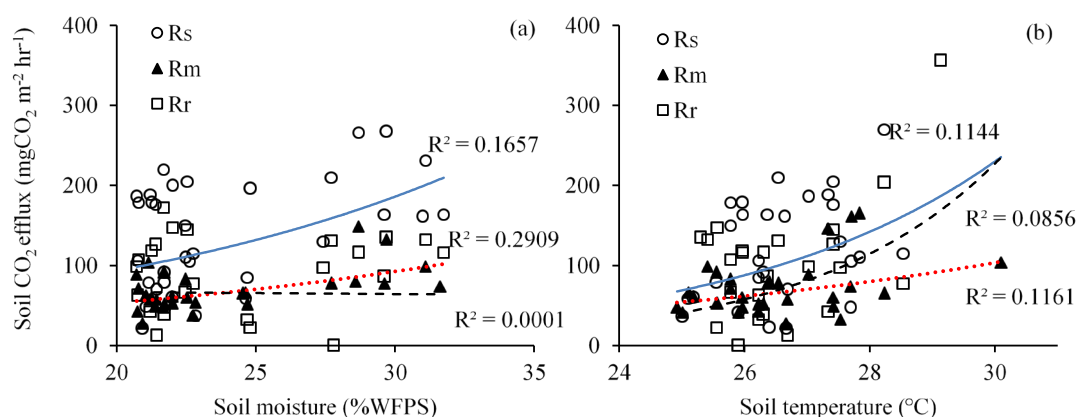 Soil CO₂ efflux (mgCO₂ m⁻² hr⁻¹)
400
300
200
100
0
(a)
Rs
Rm
Rr
R² = 0.1657
R² = 0.2909
R² = 0.0001
20 25 30 35
Soil moisture (%WFPS)
400
300
200
100
0
(b)
Rs
Rm
Rr
R² = 0.1144
R² = 0.0856
R² = 0.1161
24 26 28 30
Soil temperature (°C)